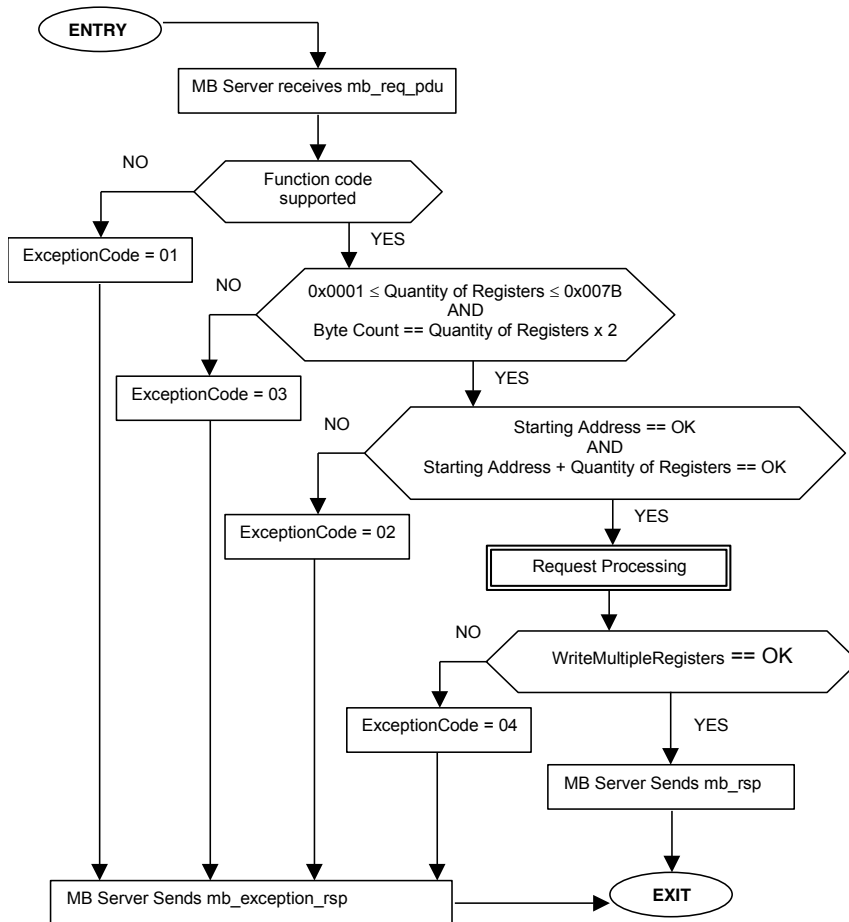 ENTRY
MB Server receives mb_req_pdu
NO
Function code
supported
YES
ExceptionCode = 01
NO
0x0001 ≤ Quantity of Registers ≤ 0x007B
AND
Byte Count == Quantity of Registers x 2
YES
ExceptionCode = 03
NO
Starting Address == OK
AND
Starting Address + Quantity of Registers == OK
YES
ExceptionCode = 02
Request Processing
NO
WriteMultipleRegisters == OK
ExceptionCode = 04
YES
MB Server Sends mb_rsp
MB Server Sends mb_exception_rsp
EXIT